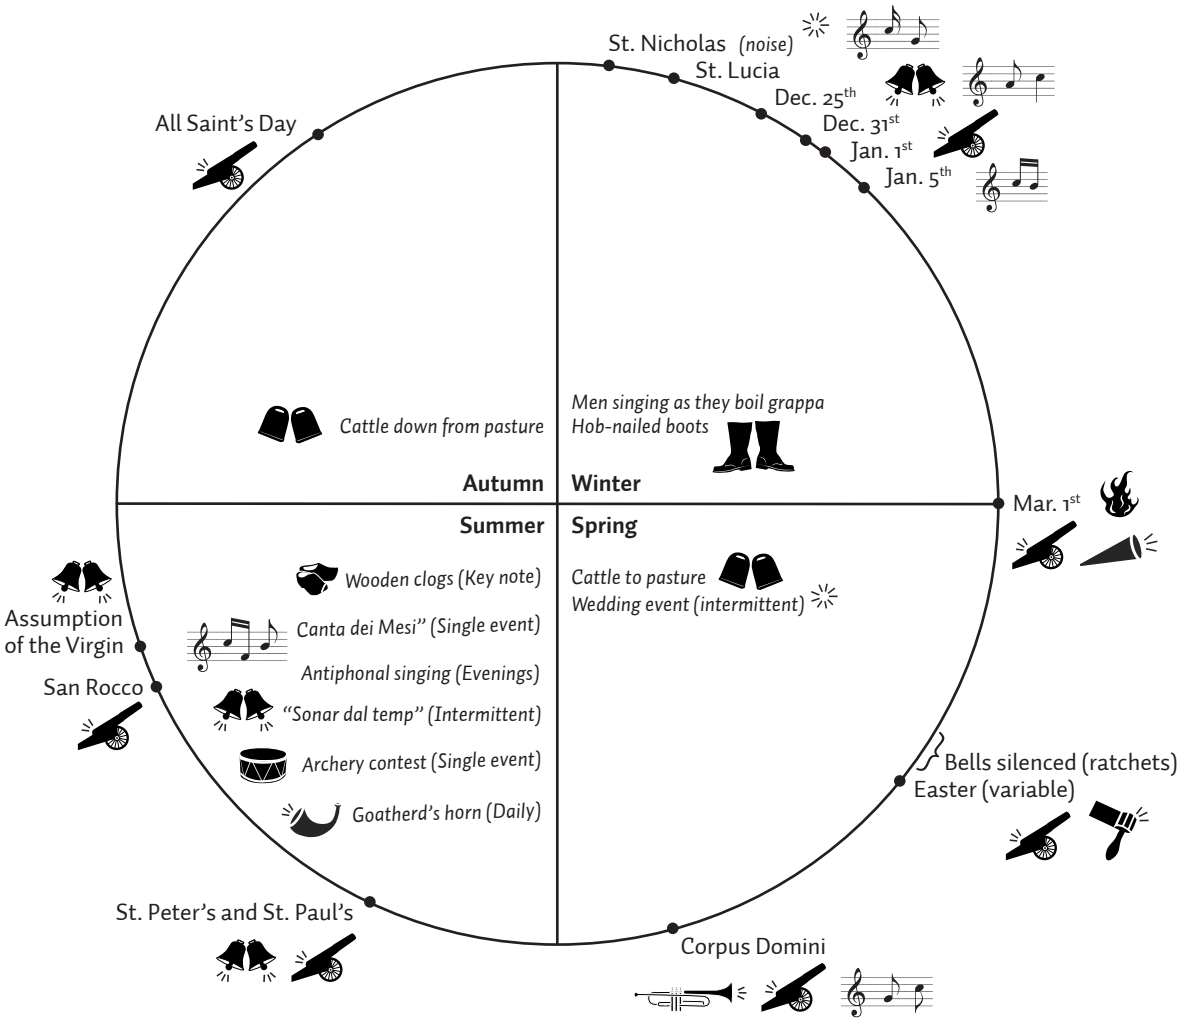 St. Nicholas (noise)
St. Lucia
Dec. 25th
Dec. 31st
Jan. 1st
Jan. 5th
All Saint’s Day
Men singing as they boil grappa
Cattle down from pasture
Hob-nailed boots
Autumn
Winter
Mar. 1st
Summer
Spring
Wooden clogs (Key note)
Cattle to pasture
Wedding event (intermittent)
Assumption
of the Virgin
Canta dei Mesi” (Single event)
Antiphonal singing (Evenings)
San Rocco
“Sonar dal temp” (Intermittent)
Archery contest (Single event)
Bells silenced (ratchets)
Easter (variable)
Goatherd’s horn (Daily)
St. Peter’s and St. Paul’s
Corpus Domini